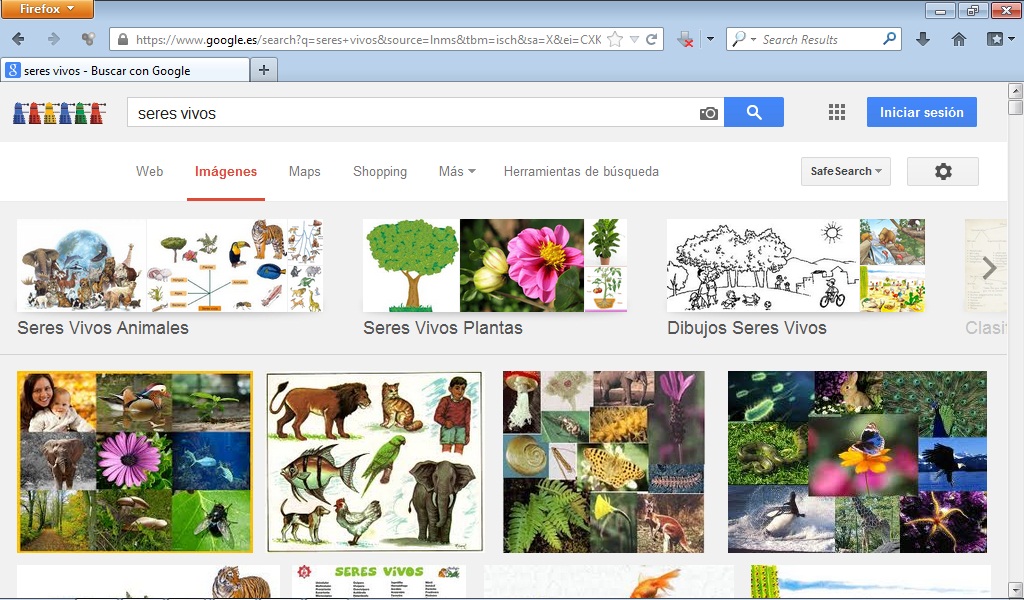 Firefox
https://www.google.es/search?q=seres+vivos&source=lnms&tbm=isch&sa=X&ei=CXK
Search Results
seres vivos - Buscar con Google
seres vivos
Iniciar sesión
Web Imágenes Maps Shopping Más Herramientas de búsqueda SafeSearch
Seres Vivos Animales Seres Vivos Plantas Dibujos Seres Vivos Clasi
SERES VIVOS